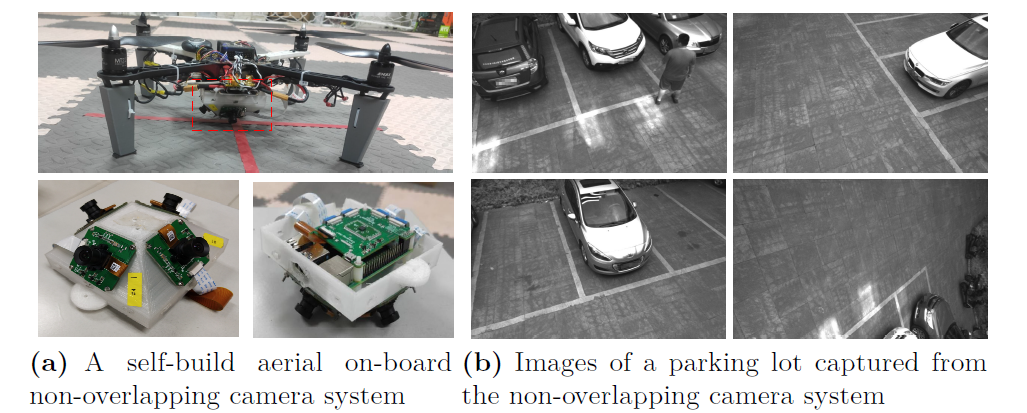 (a) A self-build aerial on-board
non-overlapping camera system
(b) Images of a parking lot captured from
the non-overlapping camera system